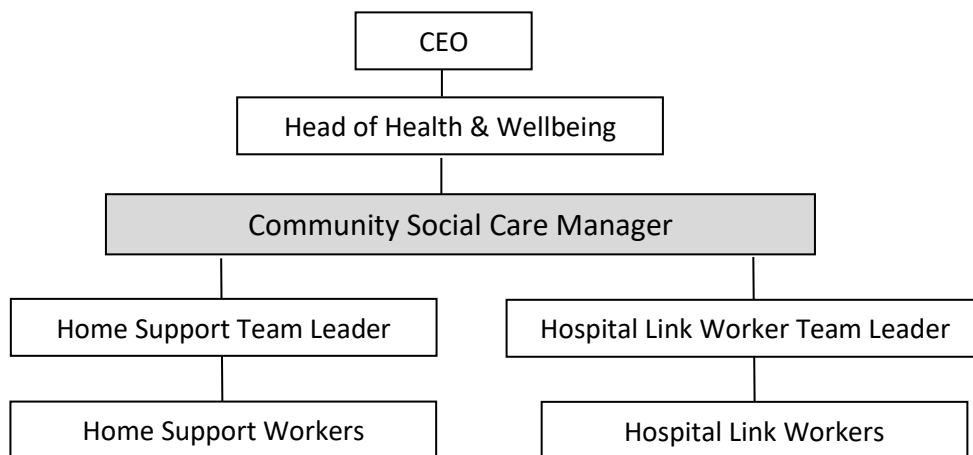 CEO
Head of Health & Wellbeing
Community Social Care Manager
Home Support Team Leader
Hospital Link Worker Team Leader
Home Support Workers
Hospital Link Workers